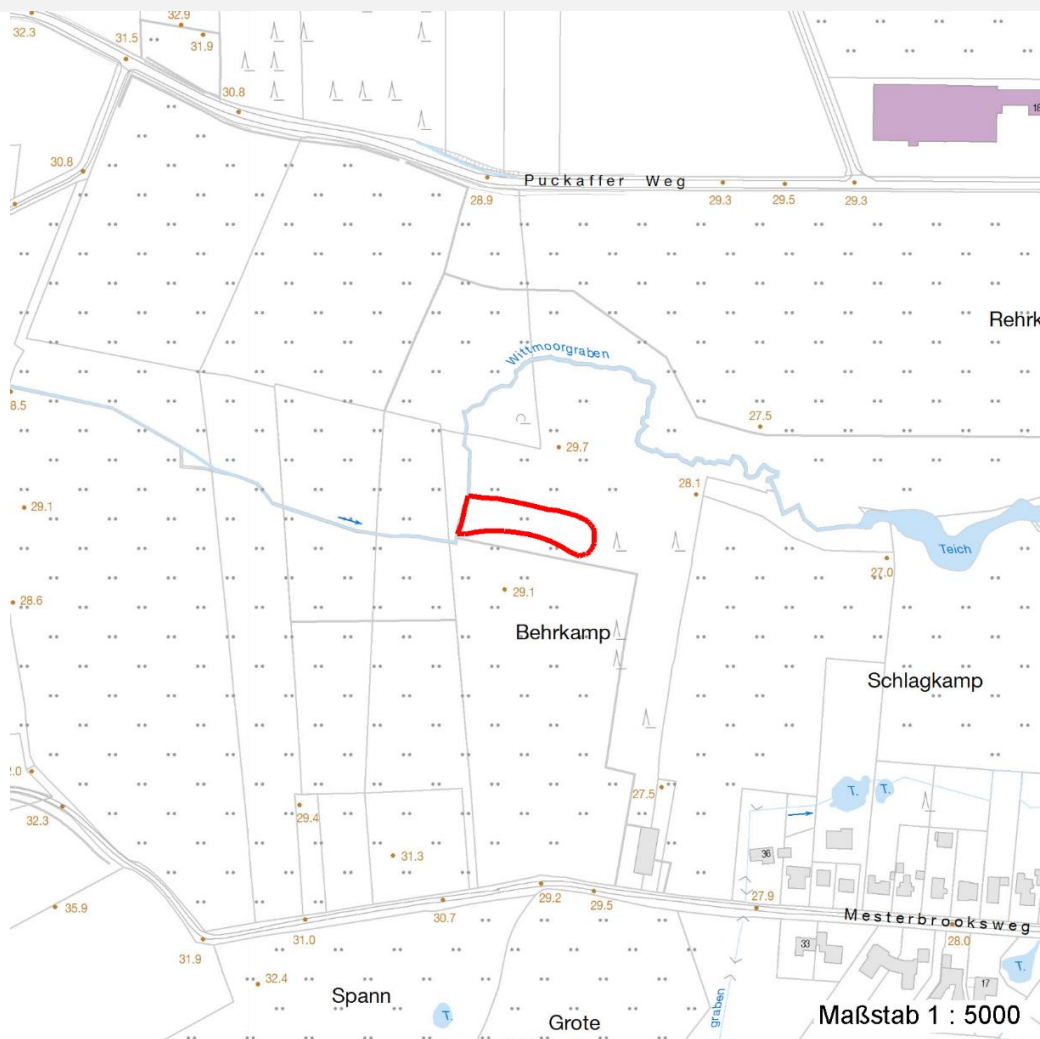 32.3
32.9
31.9
31.5
18
30.8
30.8
28.9
Puckaffer Weg
29.3
29.5
29.3
Rehrk
Wittmoorgraben
8.5
27.5
29.7
28.1
29.1
Teich
27.0
29.1
28.6
Behrkamp
Schlagkamp
2.0
27.5
T.
T.
32.3
29.4
31.3
36
35.9
30.7
29.2
29.5
27.9
Mesterbrooksweg
31.0
28.0
31.9
33
32.4
T.
17
Spann
T.
graben
Grote
Maßstab 1 : 5000